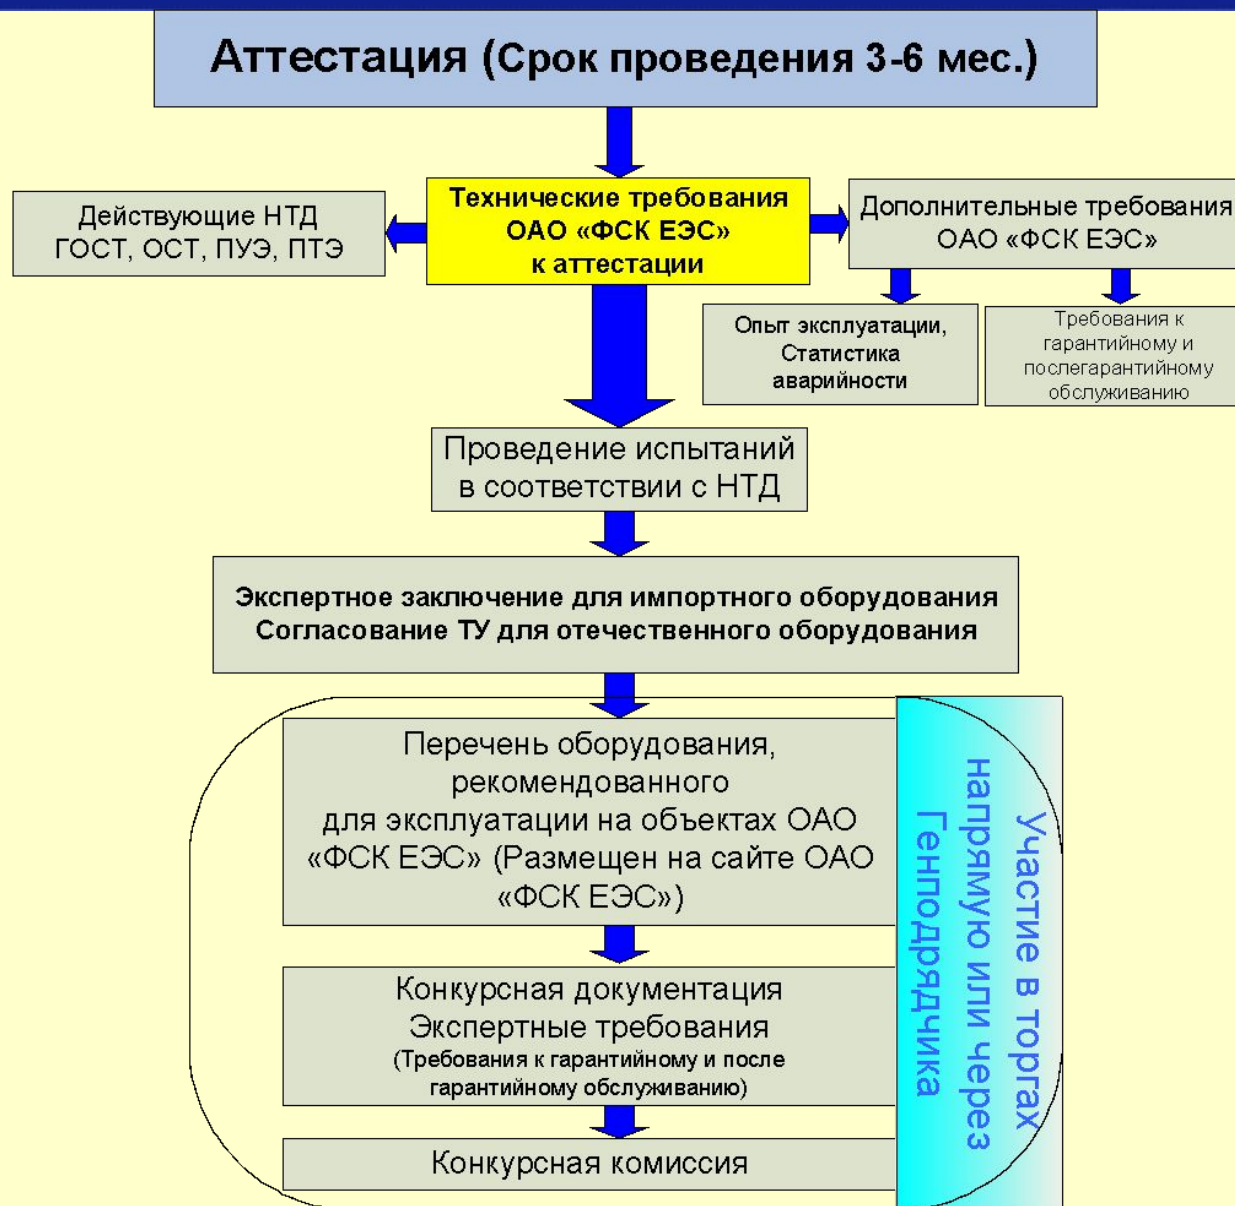 Аттестация (Срок проведения 3-6 мес.)
Технические требования
ОАО «ФСК ЕЭС»
к аттестации
Действующие НТД
ГОСТ, ОСТ, ПУЭ, ПТЭ
Дополнительные требования
ОАО «ФСК ЕЭС»
Опыт эксплуатации,
Статистика
аварийности
Требования к
гарантийному и
послегарантийному
обслуживанию
Проведение испытаний
в соответствии с НТД
Экспертное заключение для импортного оборудования
Согласование ТУ для отечественного оборудования
Перечень оборудования,
рекомендованного
для эксплуатации на объектах ОАО
«ФСК ЕЭС» (Размещен на сайте ОАО
«ФСК ЕЭС»)
Конкурсная документация
Экспертные требования
(Требования к гарантийному и после
гарантийному обслуживанию)
Конкурсная комиссия
Участие в торгах
напрямую или через
Генподрядчика